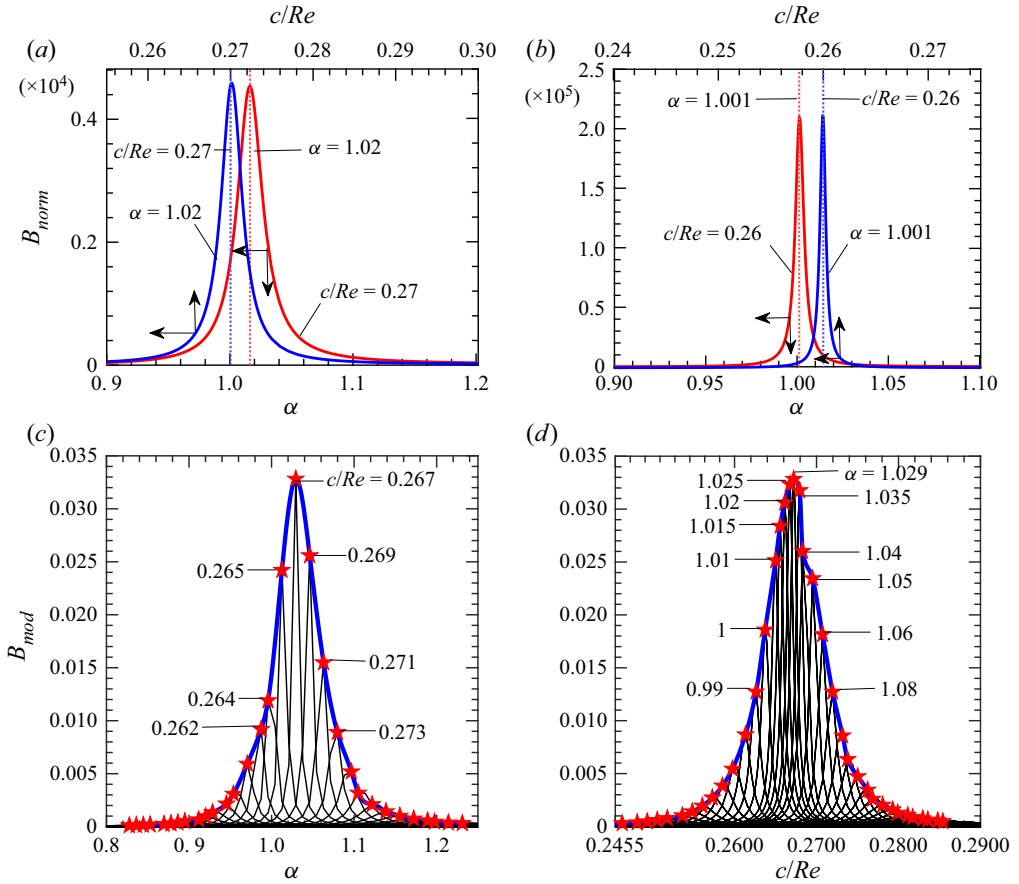 c/Re
c/Re
(a)
0.26 0.27 0.28 0.29 0.30
(b)
0.24 0.25 0.26 0.27
(×10⁴)
2.5
(×10⁵)
0.4
c/Re = 0.27
α = 1.02
α = 1.001
c/Re = 0.26
2.0
B_norm
0.2
α = 1.02
1.5
1.0
c/Re = 0.26
α = 1.001
c/Re = 0.27
0.5
0
0
0.9 1.0 1.1 1.2
0.90 0.95 1.00 1.05 1.10
α
α
(c)
(d)
0.035
c/Re = 0.267
0.030
0.269
0.025
0.265
0.020
B_mod
0.015
0.271
0.264
0.010
0.262
0.273
0.005
0
0.8 0.9 1.0 1.1 1.2
α
0.035
1.025
α = 1.029
0.030
1.02
1.035
1.015
0.025
1.01
1.04
1.05
0.020
1
1.06
0.015
0.99
1.08
0.010
0.005
0
0.2455 0.2600 0.2700 0.2800 0.2900
c/Re